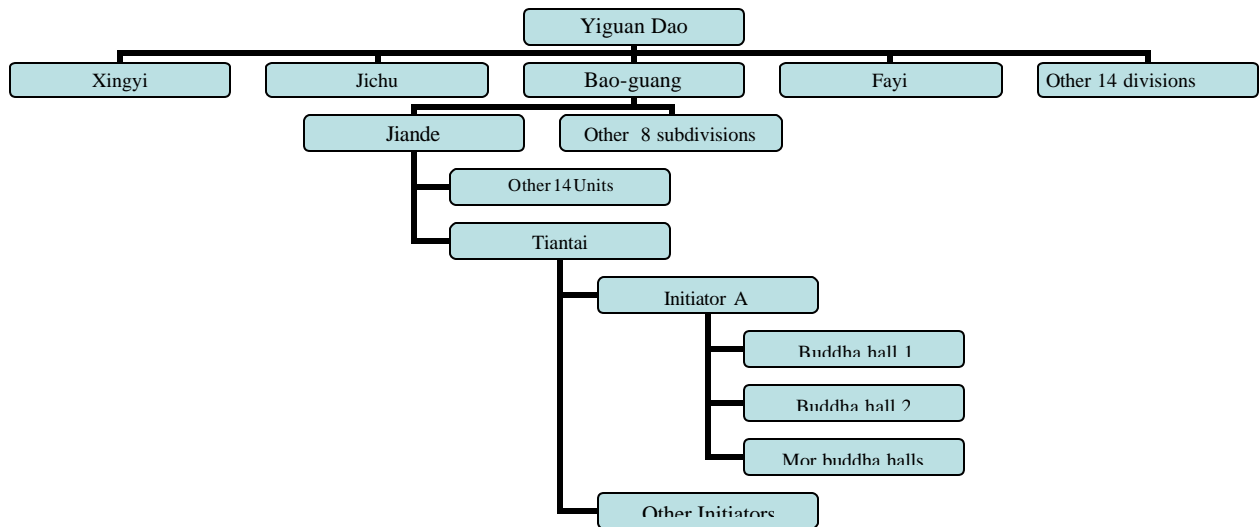 Yiguan Dao
Xingyi
Jichu
Bao-guang
Fayi
Other 14 divisions
Jiande
Other 8 subdivisions
Other 14 Units
Tiantai
Initiator A
Buddha hall 1
Buddha hall 2
Mor buddha halls
Other Initiators